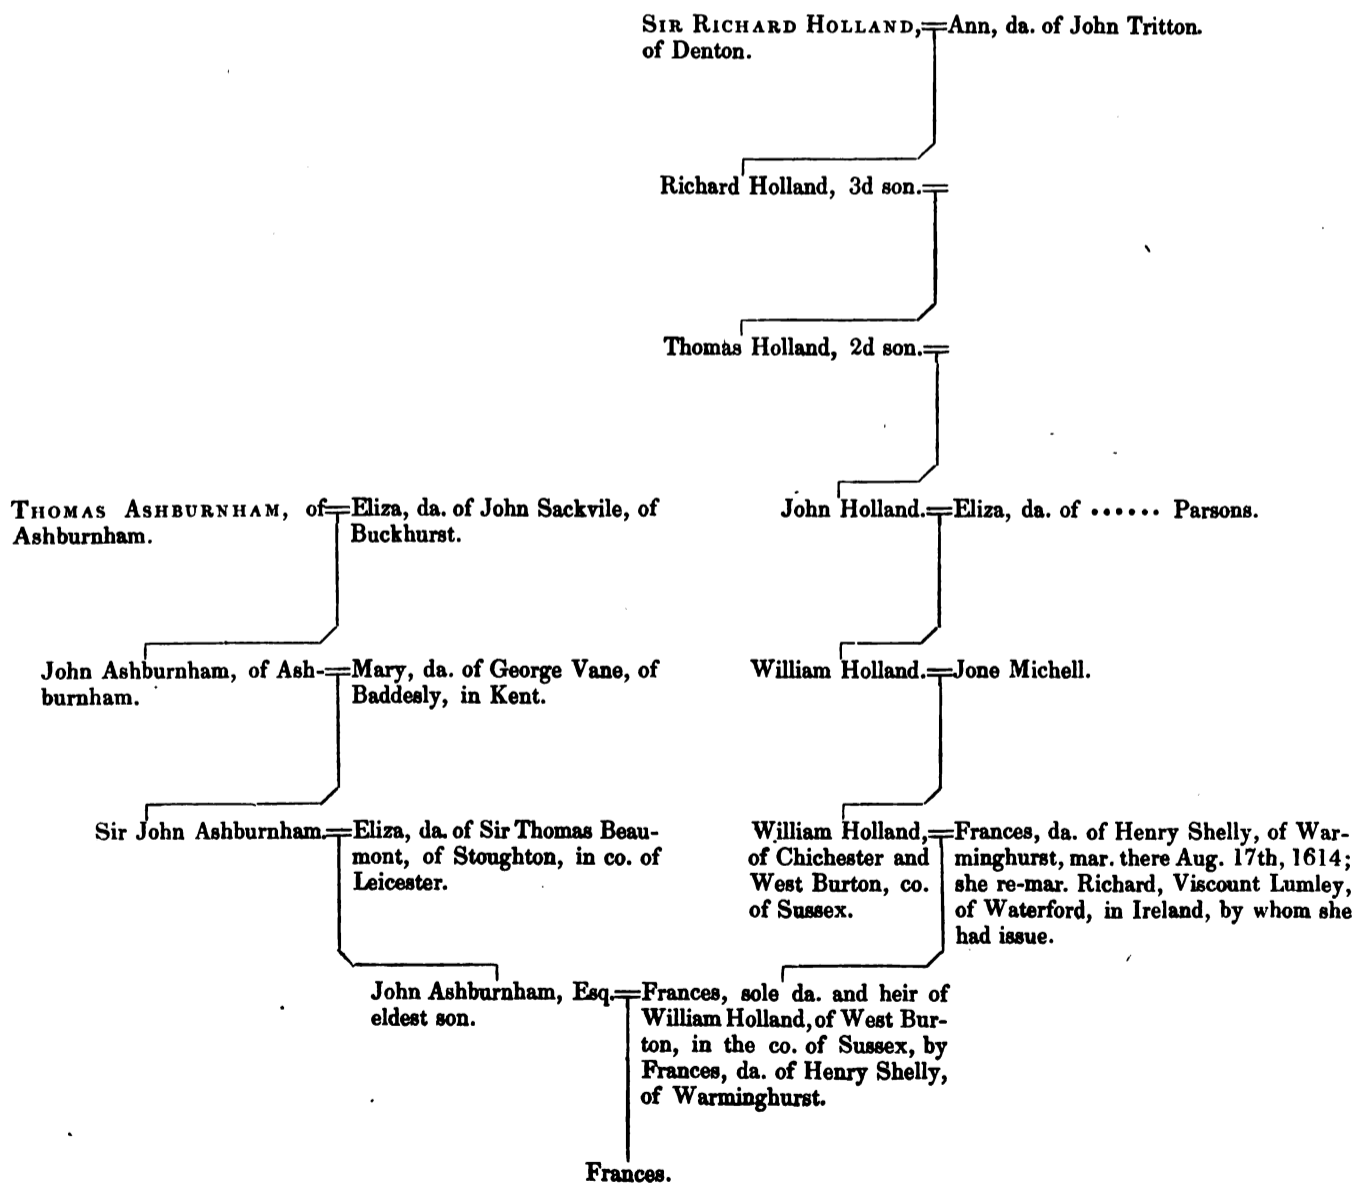 SIR RICHARD HOLLAND,=Ann, da. of John Tritton.
of Denton.
Richard Holland, 3d son.=
Thomas Holland, 2d son.=
THOMAS ASHBURNHAM, of=Eliza, da. of John Sackvile, of
Ashburnham.
Buckhurst.
John Holland.=Eliza, da. of ...... Parsons.
John Ashburnham, of Ash-=Mary, da. of George Vane, of
burnham.
Baddesly, in Kent.
William Holland.=Jone Michell.
Sir John Ashburnham.=Eliza, da. of Sir Thomas Beau-
mont, of Stoughton, in co. of
Leicester.
William Holland,=
of Chichester and
West Burton, co.
of Sussex.
Frances, da. of Henry Shelly, of War-
minghurst, mar. there Aug. 17th, 1614;
she re-mar. Richard, Viscount Lumley,
of Waterford, in Ireland, by whom she
had issue.
John Ashburnham, Esq.=
eldest son.
Frances, sole da. and heir of
William Holland, of West Bur-
ton, in the co. of Sussex, by
Frances, da. of Henry Shelly,
of Warminghurst.
Frances.